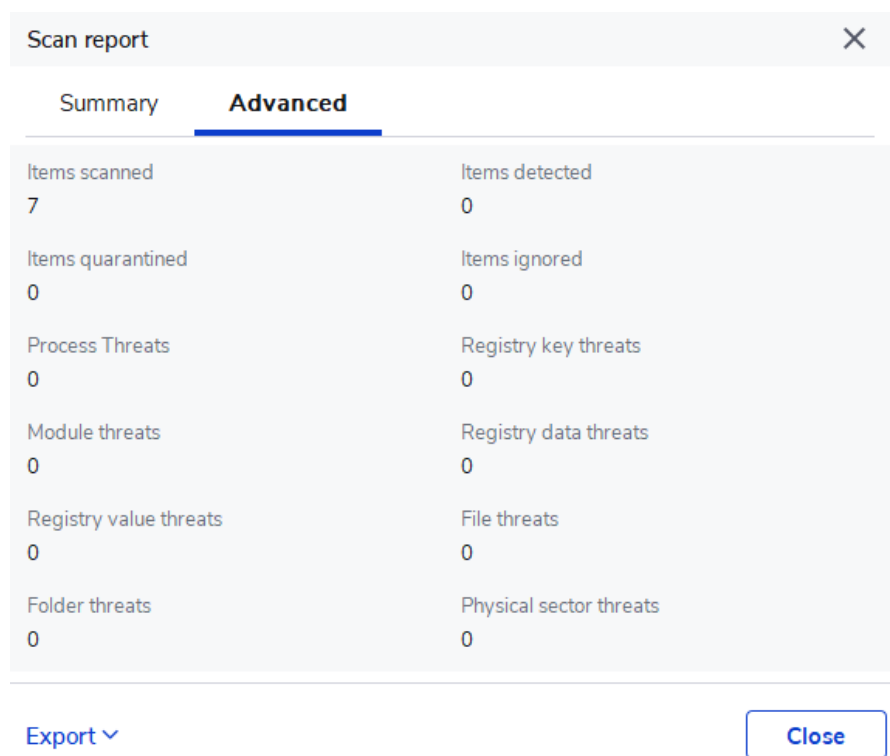 Scan report
Summary Advanced
Items scanned Items detected
7 0
Items quarantined Items ignored
0 0
Process Threats Registry key threats
0 0
Module threats Registry data threats
0 0
Registry value threats File threats
0 0
Folder threats Physical sector threats
0 0
Export Close